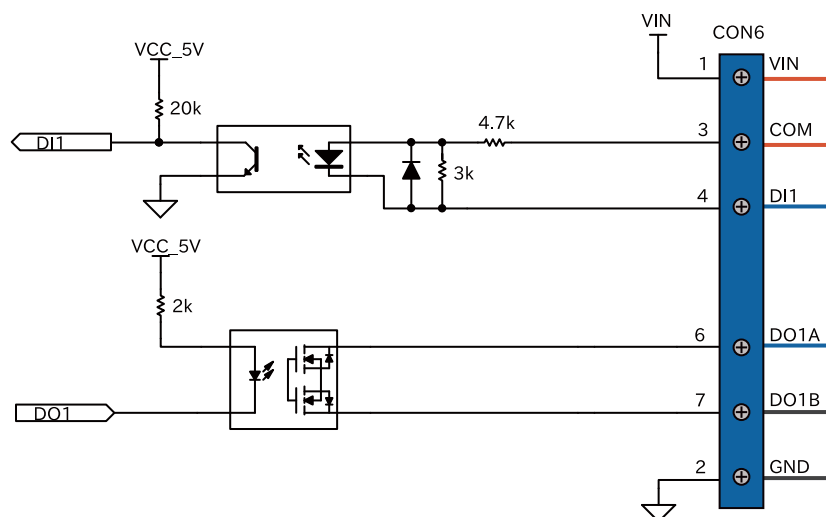 VIN
CON6
VCC_5V
1
VIN
20k
4.7k
3
COM
DI1
3k
4
DI1
VCC_5V
2k
6
DO1A
DO1
7
DO1B
2
GND